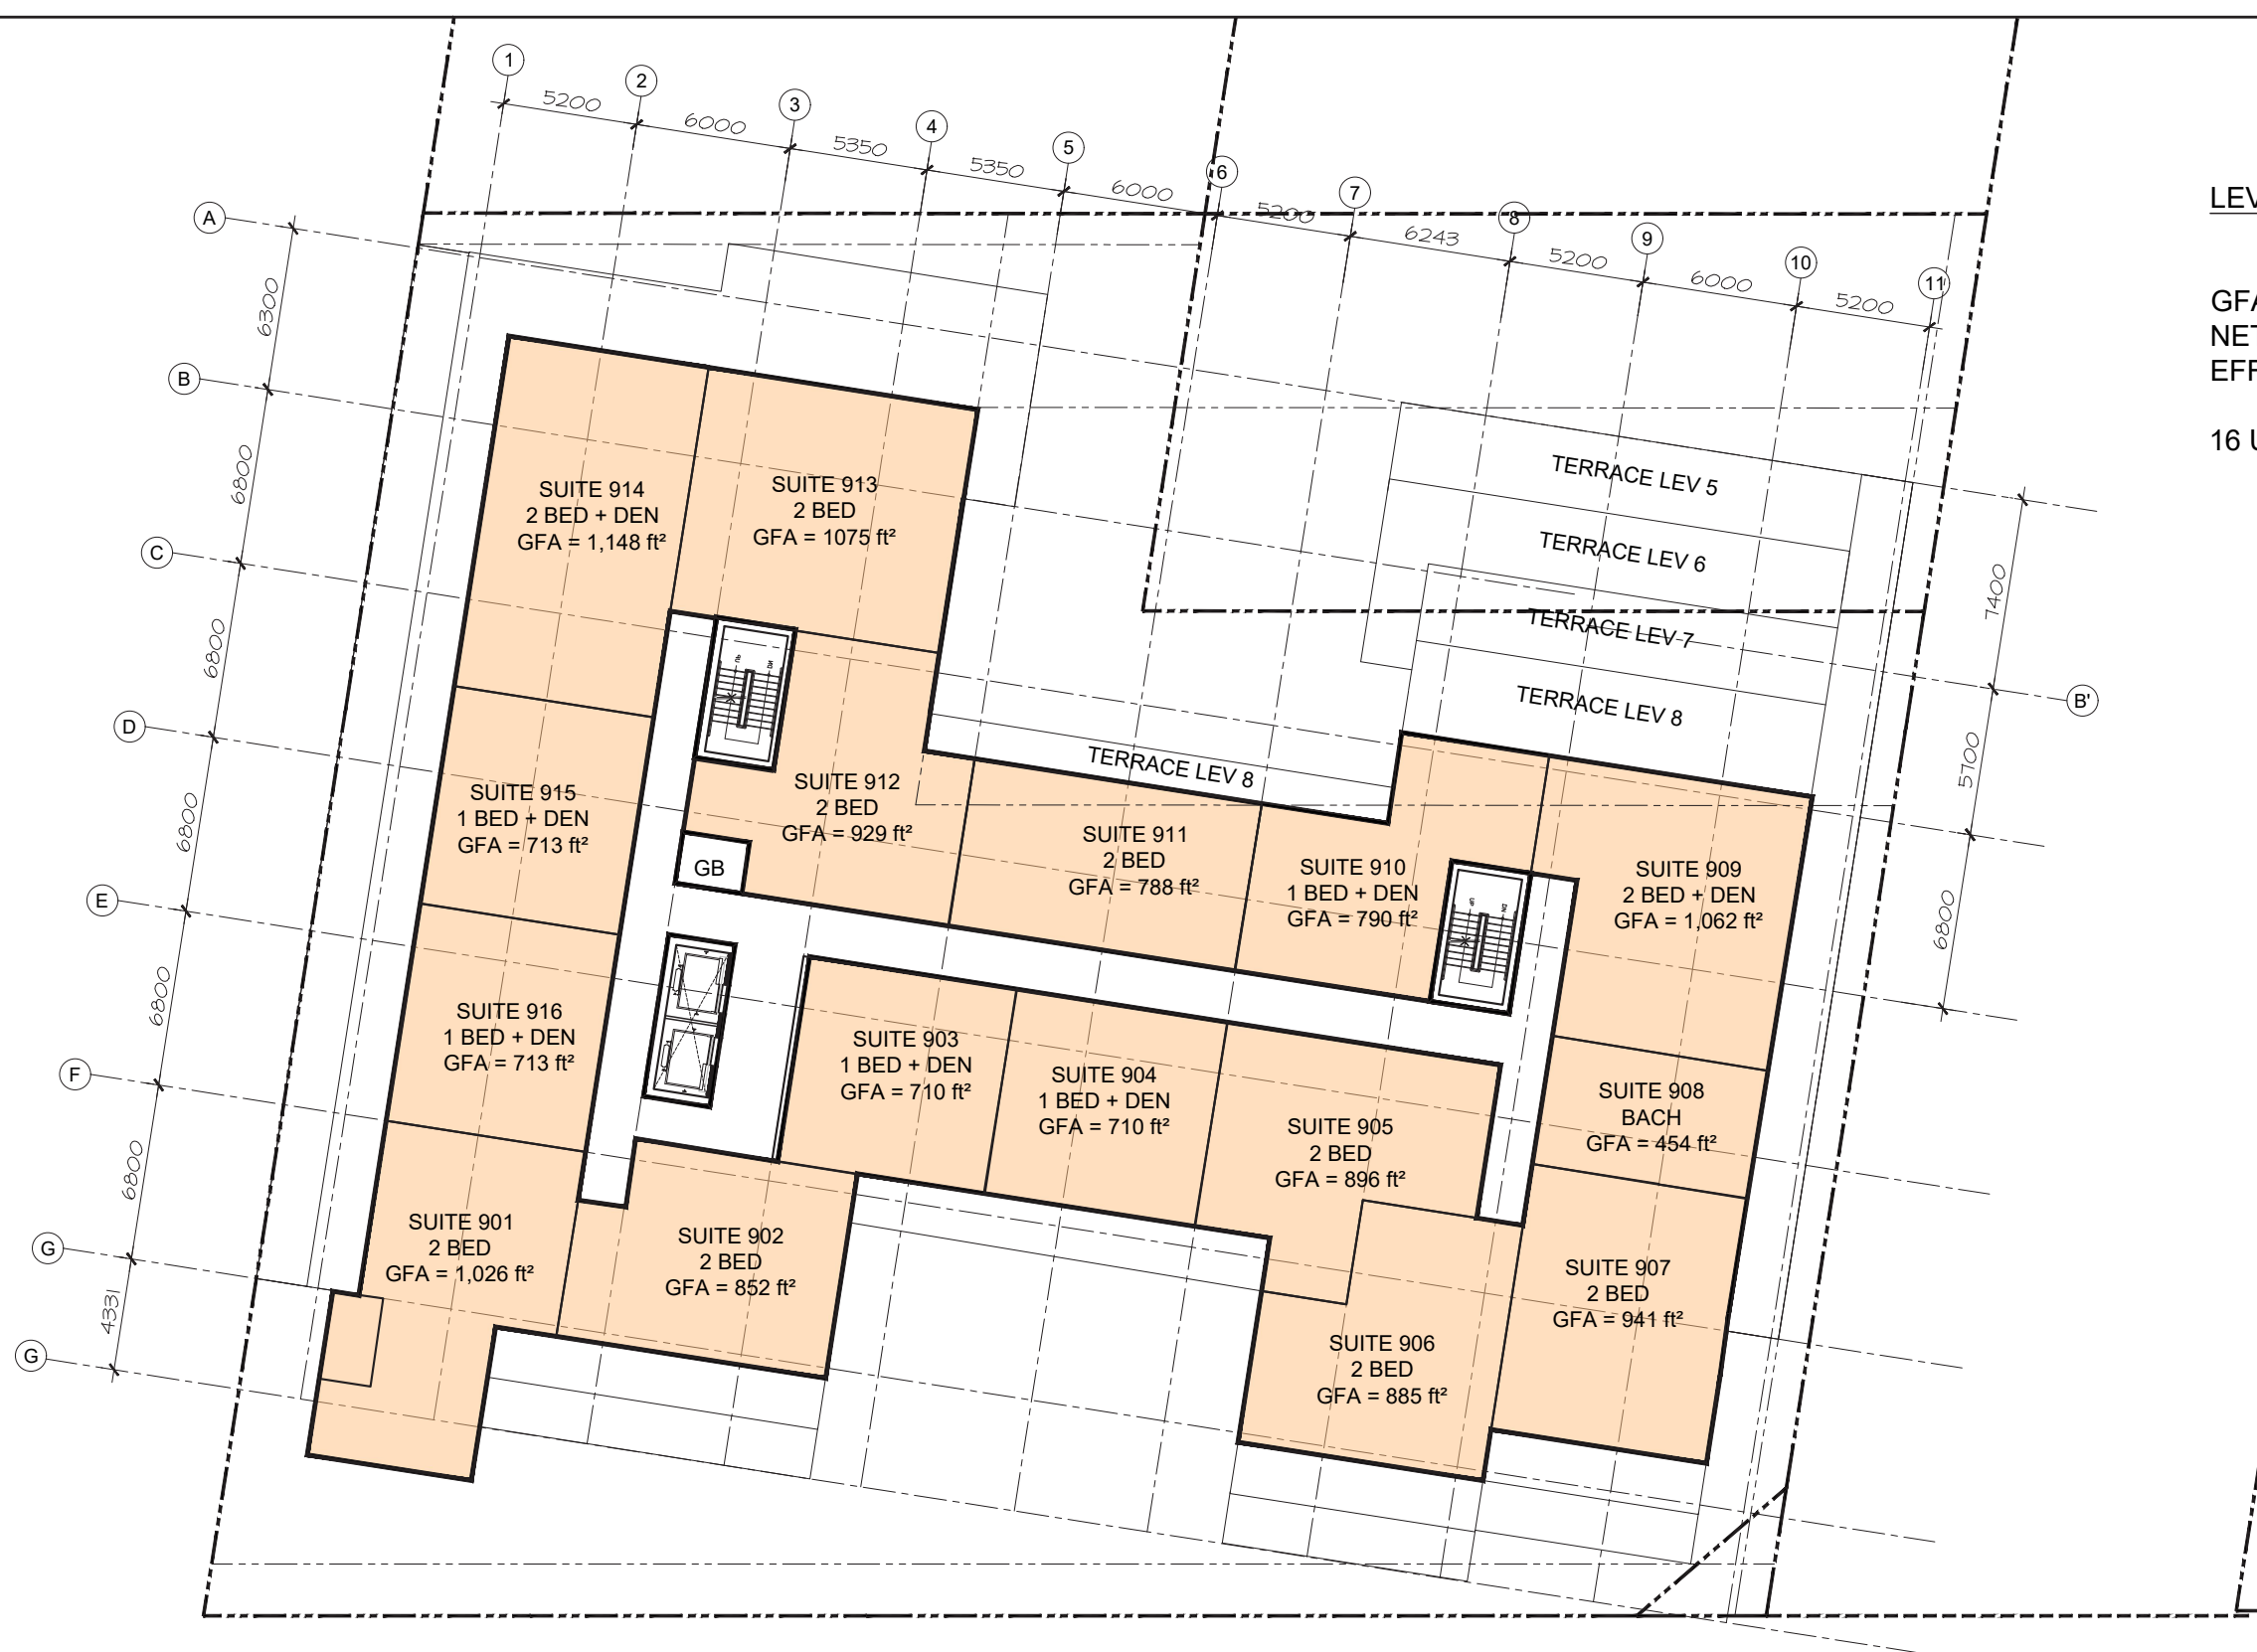 1
2
3
4
5
6
7
8
9
10
11
5200
6000
5350
5350
6000
5200
6243
5200
6000
5200
A
B
C
D
E
F
G
G
B'
6300
6800
6800
6800
6800
6800
4331
7400
5700
6800
LEV
GFA
NET
EFF
16 U
TERRACE LEV 5
TERRACE LEV 6
TERRACE LEV 7
TERRACE LEV 8
TERRACE LEV 8
SUITE 914
2 BED + DEN
GFA = 1,148 ft²
SUITE 913
2 BED
GFA = 1075 ft²
UP
DN
SUITE 915
1 BED + DEN
GFA = 713 ft²
SUITE 912
2 BED
GFA = 929 ft²
GB
SUITE 911
2 BED
GFA = 788 ft²
SUITE 910
1 BED + DEN
GFA = 790 ft²
UP
DN
SUITE 909
2 BED + DEN
GFA = 1,062 ft²
SUITE 916
1 BED + DEN
GFA = 713 ft²
SUITE 903
1 BED + DEN
GFA = 710 ft²
SUITE 904
1 BED + DEN
GFA = 710 ft²
SUITE 905
2 BED
GFA = 896 ft²
SUITE 908
BACH
GFA = 454 ft²
SUITE 901
2 BED
GFA = 1,026 ft²
SUITE 902
2 BED
GFA = 852 ft²
SUITE 906
2 BED
GFA = 885 ft²
SUITE 907
2 BED
GFA = 941 ft²